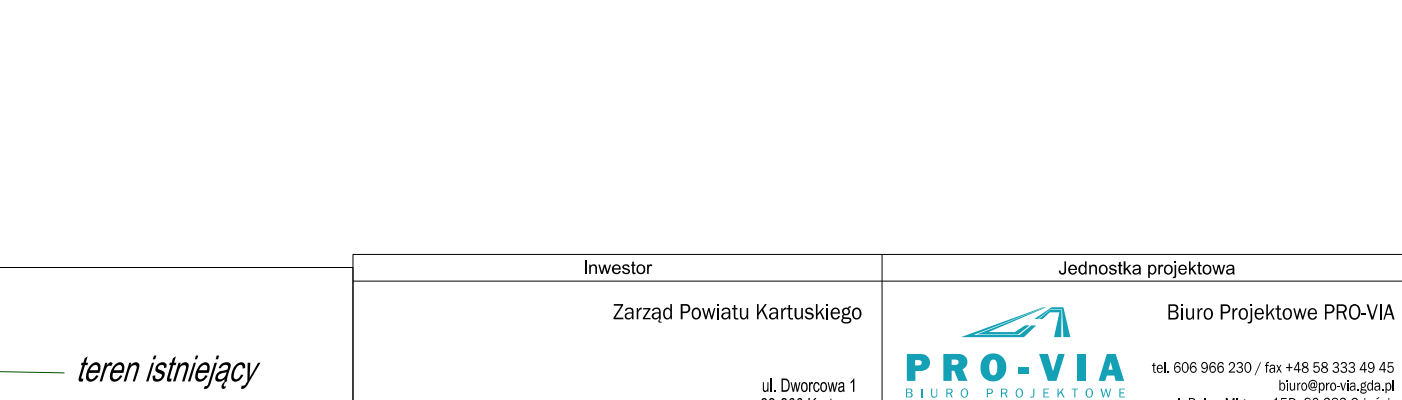 Inwestor
Jednostka projektowa
Zarząd Powiatu Kartuskiego
Biuro Projektowe PRO-VIA
teren istniejący
ul. Dworcowa 1
PRO-VIA
BIURO PROJEKTOWE
tel. 606 966 230 / fax +48 58 333 49 45
biuro@pro-via.gda.pl